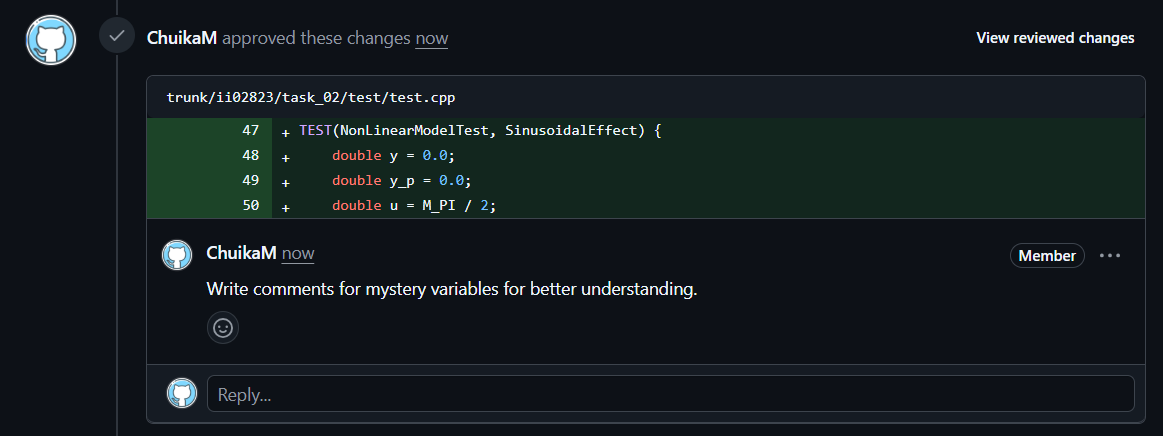 ChuikaM approved these changes now
View reviewed changes
trunk/ii02823/task_02/test/test.cpp
47 + TEST(NonLinearModelTest, SinusoidalEffect) {
48 + double y = 0.0;
49 + double y_p = 0.0;
50 + double u = M_PI / 2;
ChuikaM now
Member
Write comments for mystery variables for better understanding.
Reply...